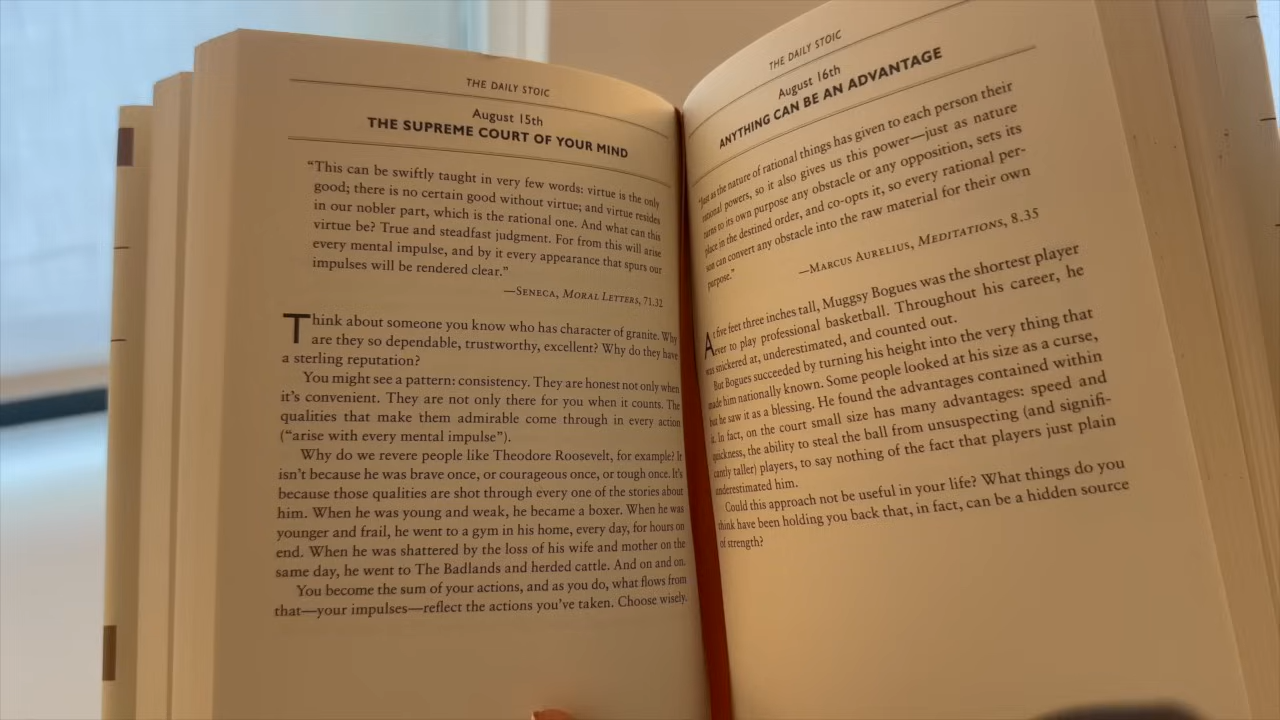 THE DAILY STOIC
August 15th
THE SUPREME COURT OF YOUR MIND
“This can be swiftly taught in very few words: virtue is the only
good; there is no certain good without virtue; and virtue resides
in our nobler part, which is the rational one. And what can this
virtue be? True and steadfast judgment. For from this will arise
every mental impulse, and by it every appearance that spurs our
impulses will be rendered clear.”
—SENECA, MORAL LETTERS, 71.32
Think about someone you know who has character of granite. Why
are they so dependable, trustworthy, excellent? Why do they have
a sterling reputation?
You might see a pattern: consistency. They are honest not only when
it’s convenient. They are not only there for you when it counts. The
qualities that make them admirable come through in every action
(“arise with every mental impulse”).
Why do we revere people like Theodore Roosevelt, for example? It
isn’t because he was brave once, or courageous once, or tough once. It’s
because those qualities are shot through every one of the stories about
him. When he was young and weak, he became a boxer. When he was
younger and frail, he went to a gym in his home, every day, for hours on
end. When he was shattered by the loss of his wife and mother on the
same day, he went to The Badlands and herded cattle. And on and on.
You become the sum of your actions, and as you do, what flows from
that—your impulses—reflect the actions you’ve taken. Choose wisely.
THE DAILY STOIC
August 16th
ANYTHING CAN BE AN ADVANTAGE
“Just as the nature of rational things has given to each person their
rational powers, so it also gives us this power—just as nature
turns to its own purpose any obstacle or any opposition, sets its
place in the destined order, and co-opts it, so every rational per-
son can convert any obstacle into the raw material for their own
purpose.”
—MARCUS AURELIUS, MEDITATIONS, 8.35
At five feet three inches tall, Muggsy Bogues was the shortest player
ever to play professional basketball. Throughout his career, he
was snickered at, underestimated, and counted out.
But Bogues succeeded by turning his height into the very thing that
made him nationally known. Some people looked at his size as a curse,
but he saw it as a blessing. He found the advantages contained within
it. In fact, on the court small size has many advantages: speed and
quickness, the ability to steal the ball from unsuspecting (and signifi-
cantly taller) players, to say nothing of the fact that players just plain
underestimated him.
Could this approach not be useful in your life? What things do you
think have been holding you back that, in fact, can be a hidden source
of strength?